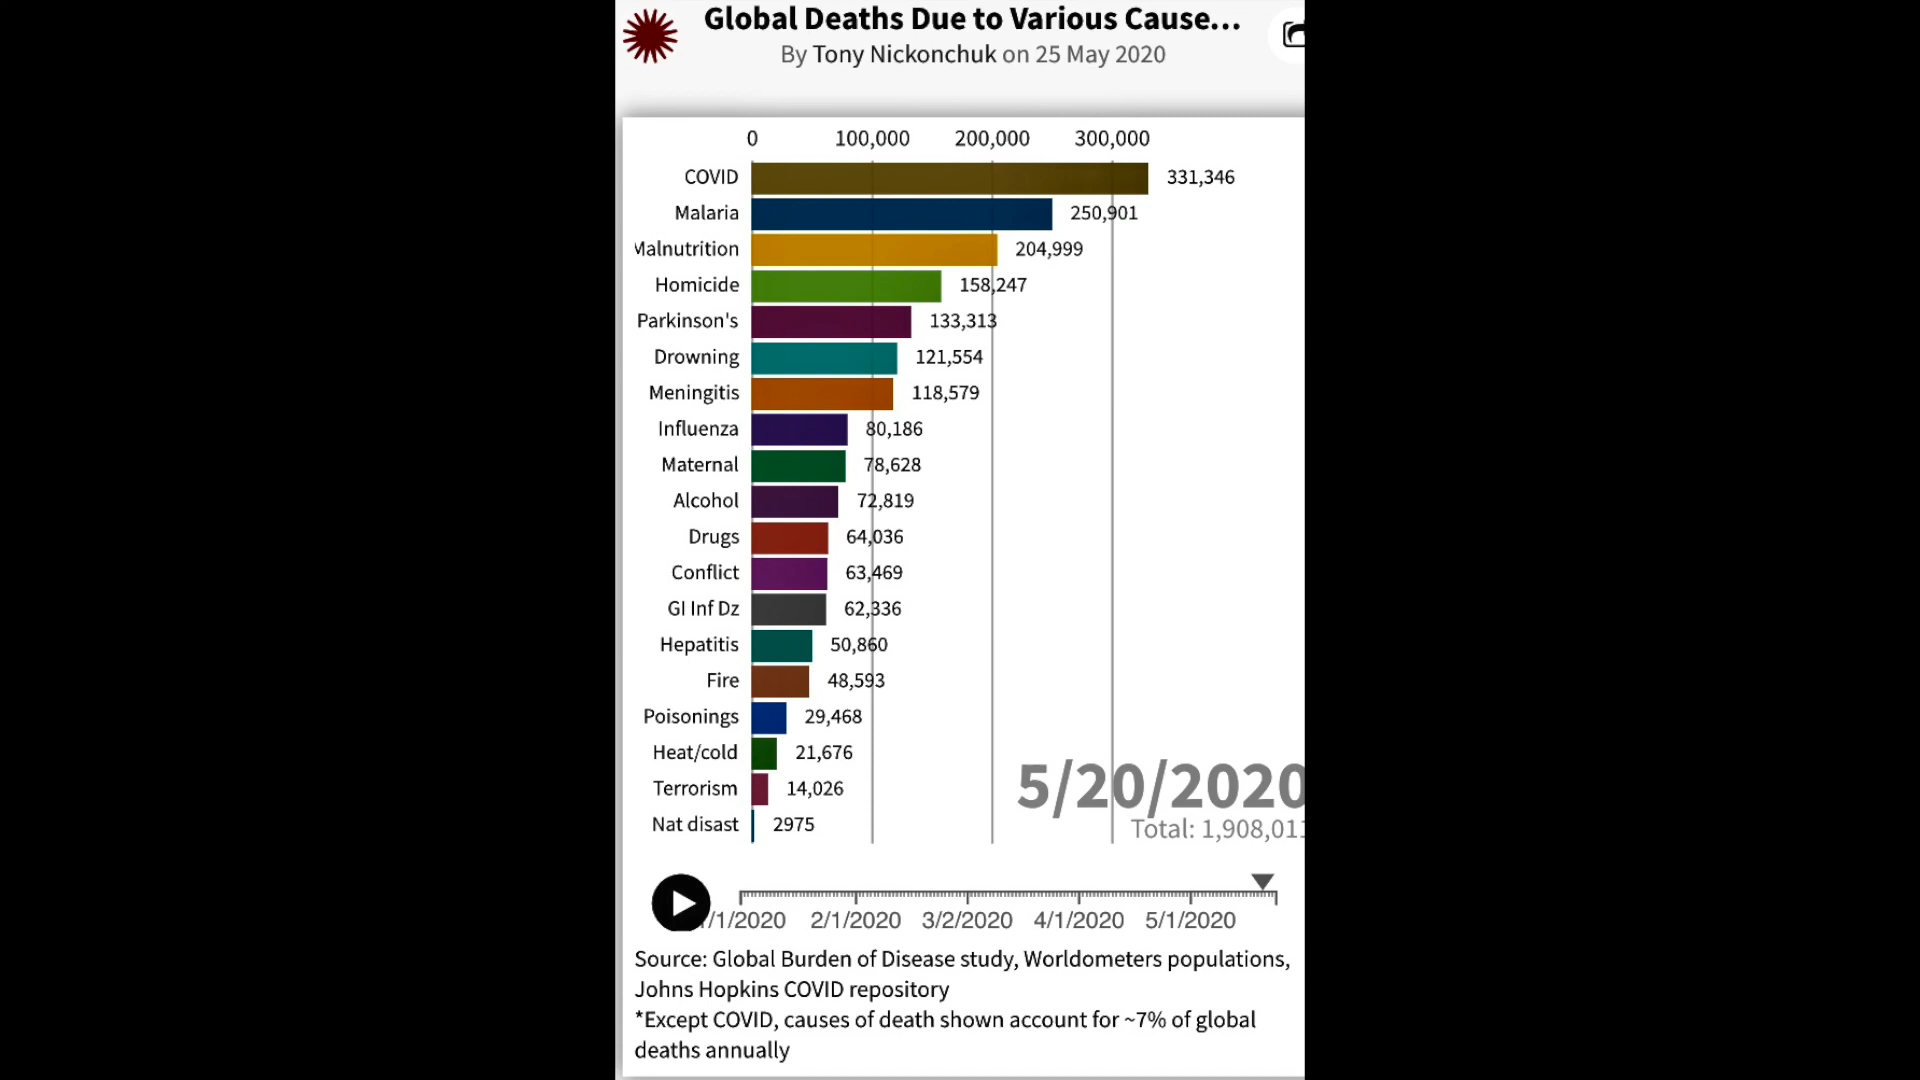 Global Deaths Due to Various Cause...
By Tony Nickonchuk on 25 May 2020
0 100,000 200,000 300,000
COVID 331,346
Malaria 250,901
Malnutrition 204,999
Homicide 158,247
Parkinson's 133,313
Drowning 121,554
Meningitis 118,579
Influenza 80,186
Maternal 78,628
Alcohol 72,819
Drugs 64,036
Conflict 63,469
GI Inf Dz 62,336
Hepatitis 50,860
Fire 48,593
Poisonings 29,468
Heat/cold 21,676
Terrorism 14,026
Nat disast 2975
5/20/2020
Total: 1,908,011
/1/2020 2/1/2020 3/2/2020 4/1/2020 5/1/2020
Source: Global Burden of Disease study, Worldometers populations,
Johns Hopkins COVID repository
*Except COVID, causes of death shown account for ~7% of global
deaths annually